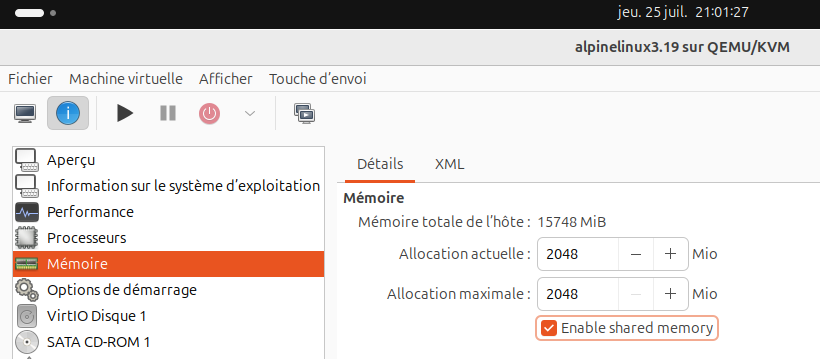 jeu. 25 juil. 21:01:27
alpinelinux3.19 sur QEMU/KVM
Fichier Machine virtuelle Afficher Touche d’envoi
Aperçu
Information sur le système d’exploitation
Performance
Processeurs
Mémoire
Options de démarrage
VirtIO Disque 1
SATA CD-ROM 1
Détails XML
Mémoire
Mémoire totale de l’hôte : 15748 MiB
Allocation actuelle : 2048 − + Mio
Allocation maximale : 2048 − + Mio
Enable shared memory